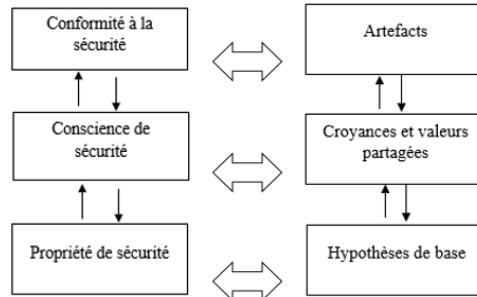 Conformité à la
sécurité
Artefacts
Conscience de
sécurité
Croyances et valeurs
partagées
Propriété de sécurité
Hypothèses de base